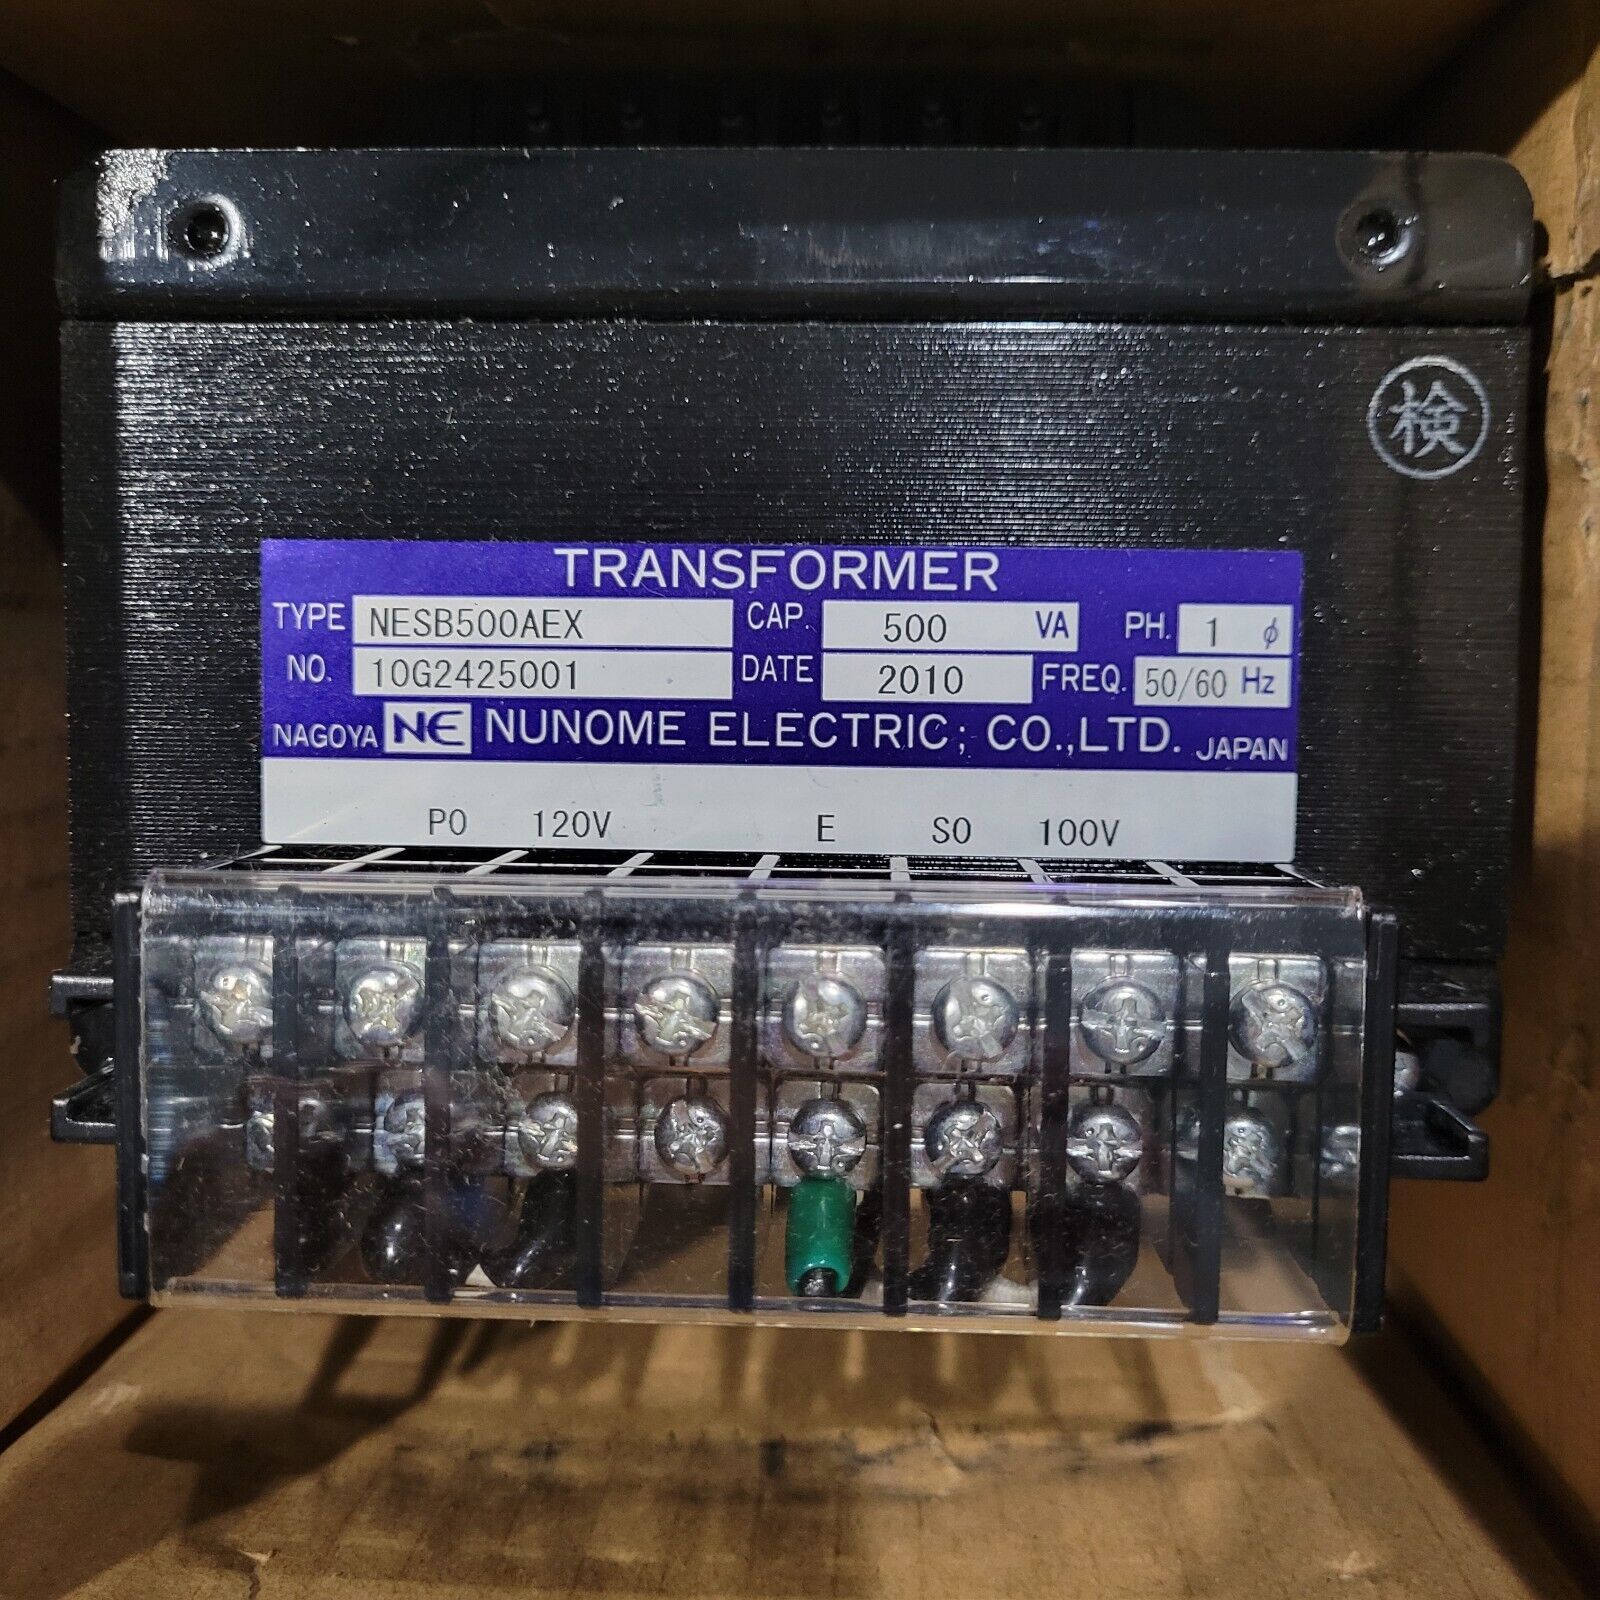 検
TRANSFORMER
TYPE NESB500AEX CAP. 500 VA PH. 1 ϕ
NO. 10G2425001 DATE 2010 FREQ. 50/60 Hz
NAGOYA NE NUNOME ELECTRIC; CO.,LTD. JAPAN
P0 120V E S0 100V